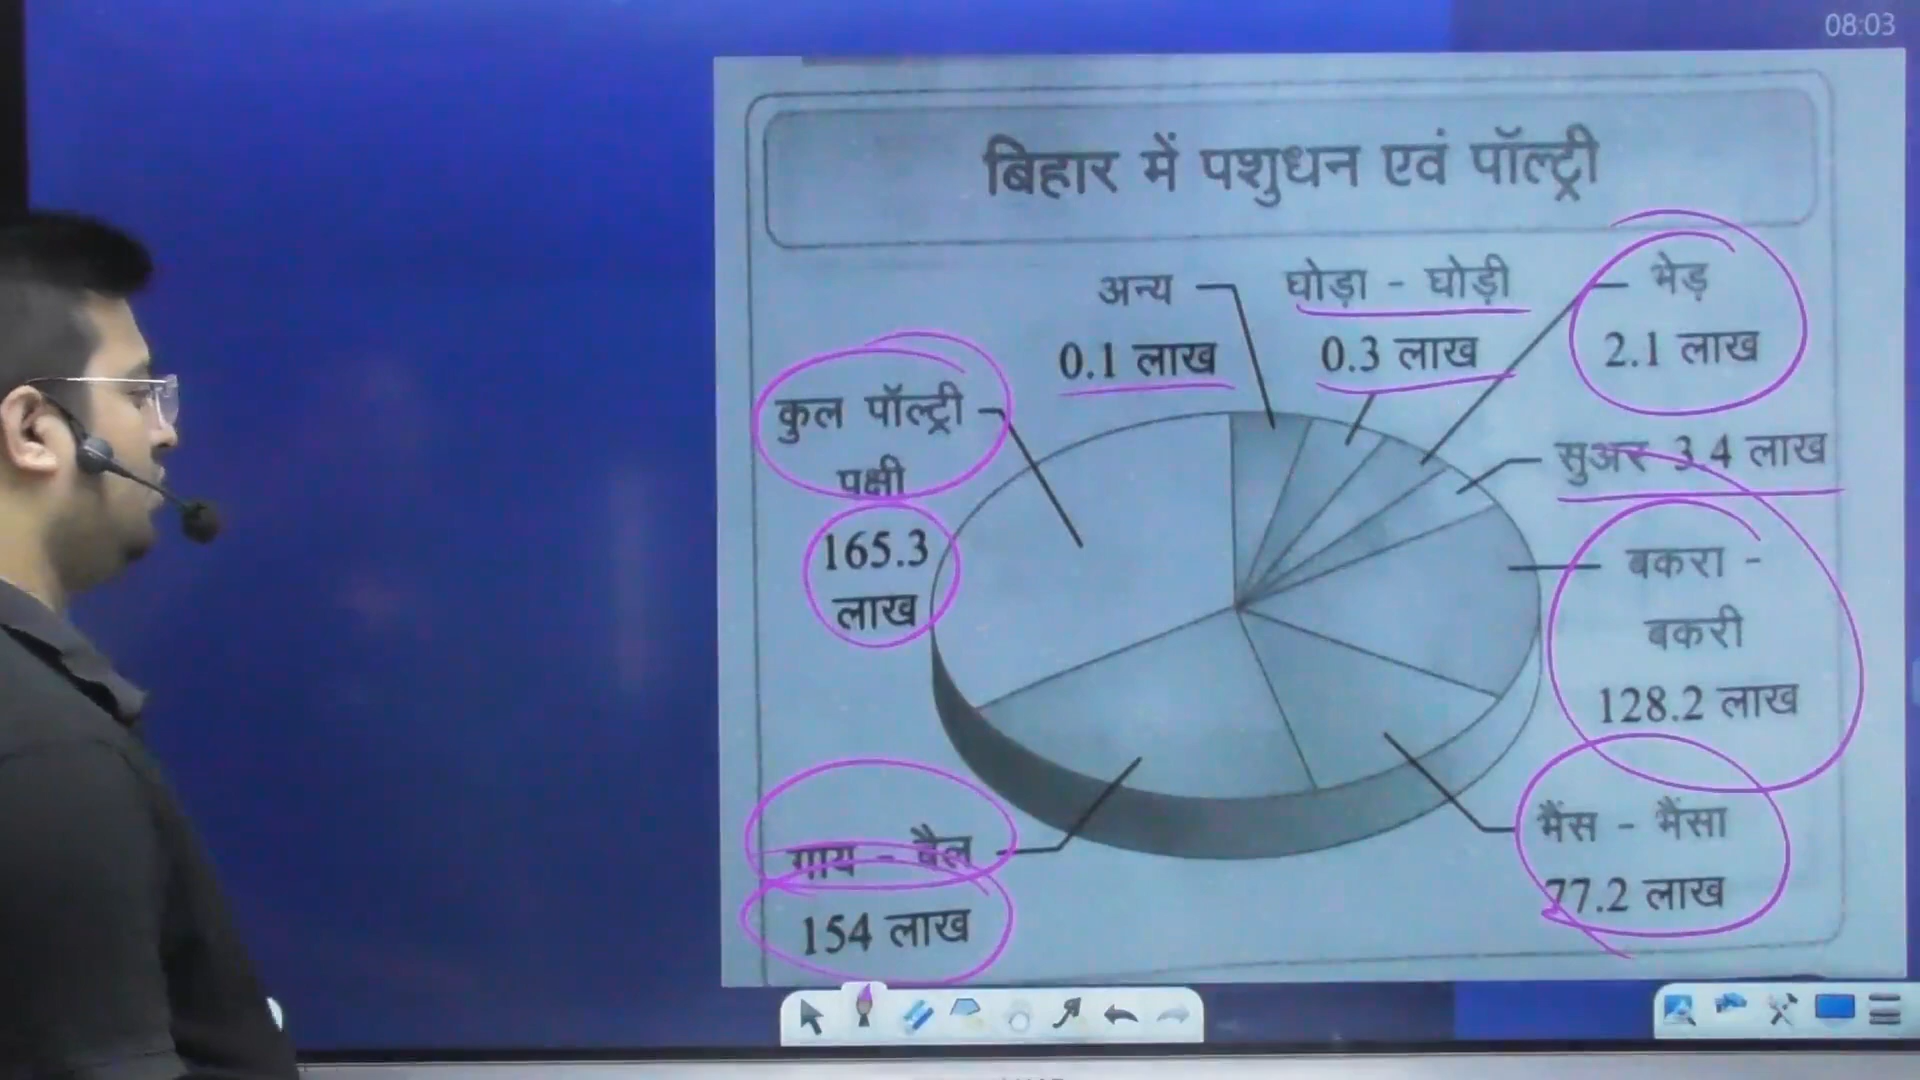 08:03
बिहार में पशुधन एवं पॉल्ट्री
अन्य
0.1 लाख
घोड़ा - घोड़ी
0.3 लाख
भेड़
2.1 लाख
कुल पॉल्ट्री
पक्षी
165.3
लाख
सुअर 3.4 लाख
बकरा -
बकरी
128.2 लाख
भैंस - भैंसा
77.2 लाख
गाय - बैल
154 लाख